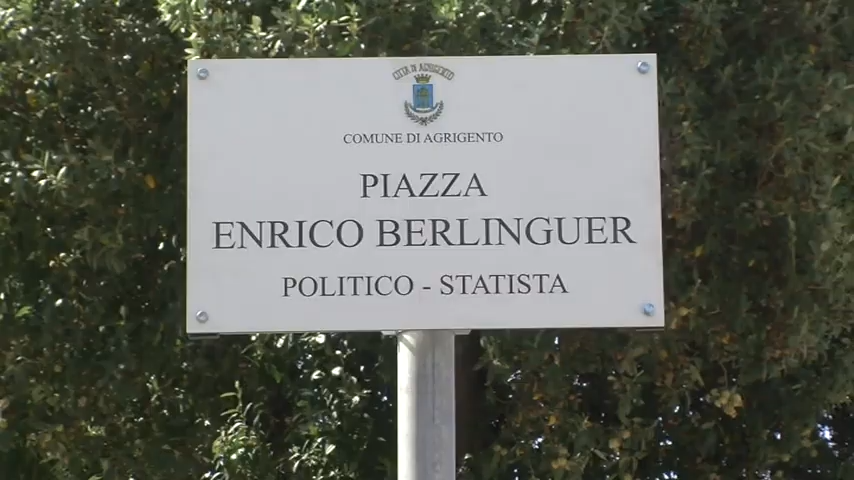 CITTÀ DI AGRIGENTO
COMUNE DI AGRIGENTO
PIAZZA
ENRICO BERLINGUER
POLITICO - STATISTA